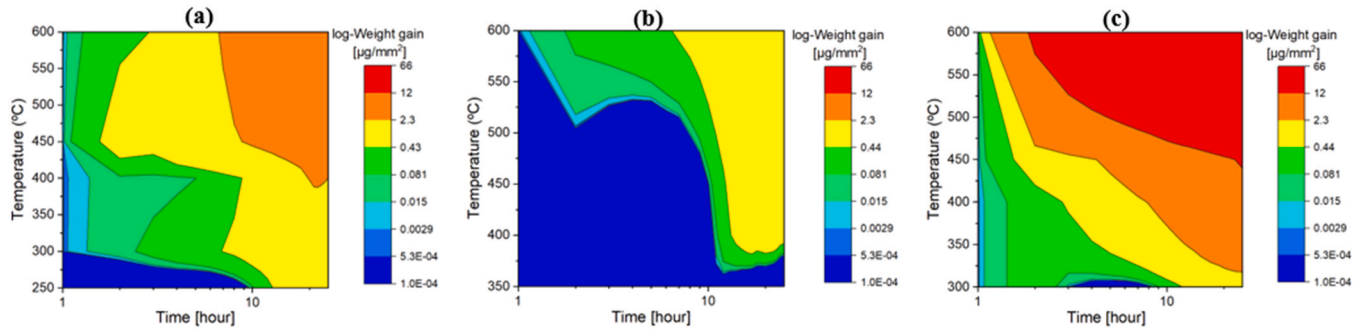 (a)
log-Weight gain
[µg/mm²]
600
550
500
450
400
350
300
250
Temperature (ºC)
1
10
Time [hour]
66
12
2.3
0.43
0.081
0.015
0.0029
5.3E-04
1.0E-04
(b)
log-Weight gain
[µg/mm²]
600
550
500
450
400
350
Temperature (ºC)
1
10
Time [hour]
66
12
2.3
0.44
0.081
0.015
0.0029
5.3E-04
1.0E-04
(c)
log-Weight gain
[µg/mm²]
600
550
500
450
400
350
300
Temperature (ºC)
1
10
Time [hour]
66
12
2.3
0.44
0.081
0.015
0.0029
5.3E-04
1.0E-04